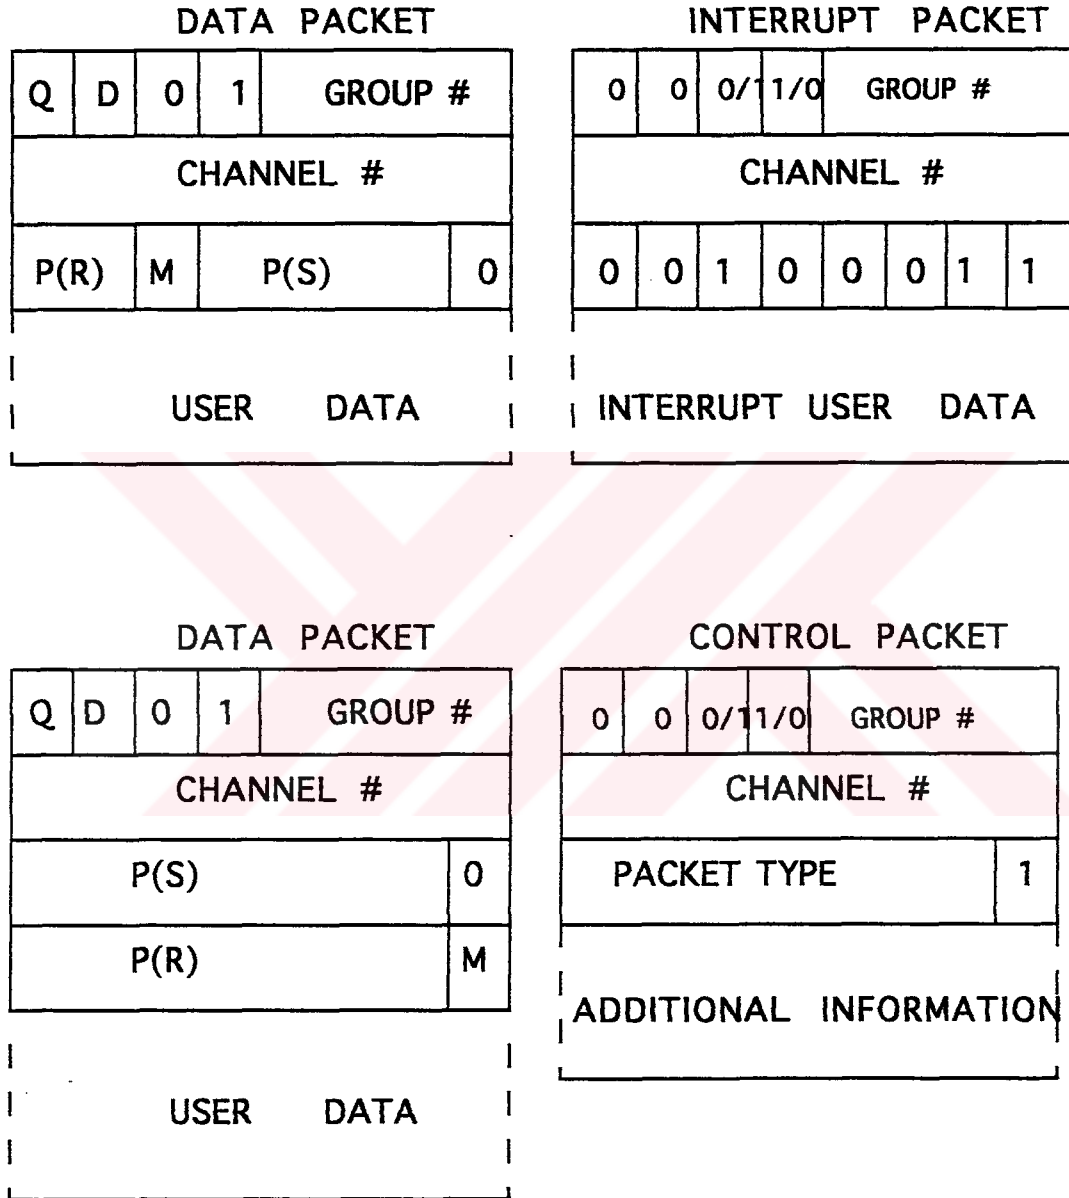 DATA PACKET
Q D 0 1 GROUP #
CHANNEL #
P(R) M P(S) 0
USER DATA
INTERRUPT PACKET
0 0 0/1 1/0 GROUP #
CHANNEL #
0 0 1 0 0 0 1 1
INTERRUPT USER DATA
DATA PACKET
Q D 0 1 GROUP #
CHANNEL #
P(S) 0
P(R) M
USER DATA
CONTROL PACKET
0 0 0/1 1/0 GROUP #
CHANNEL #
PACKET TYPE 1
ADDITIONAL INFORMATION